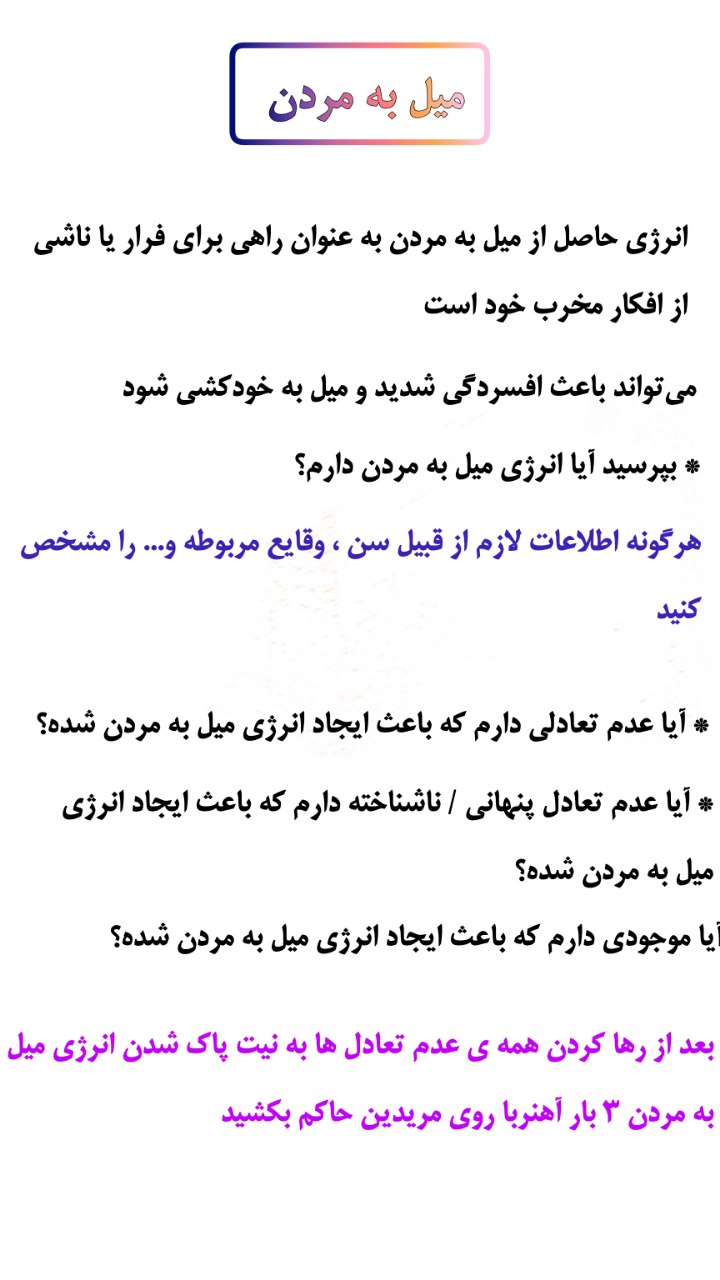 میل به مردن
انرژی حاصل از میل به مردن به عنوان راهی برای فرار یا ناشی
از افکار مخرب خود است
می‌تواند باعث افسردگی شدید و میل به خودکشی شود
* بپرسید آیا انرژی میل به مردن دارم؟
هرگونه اطلاعات لازم از قبیل سن ، وقایع مربوطه و... را مشخص
کنید
* آیا عدم تعادلی دارم که باعث ایجاد انرژی میل به مردن شده؟
* آیا عدم تعادل پنهانی / ناشناخته دارم که باعث ایجاد انرژی
میل به مردن شده؟
آیا موجودی دارم که باعث ایجاد انرژی میل به مردن شده؟
بعد از رها کردن همه ی عدم تعادل ها به نیت پاک شدن انرژی میل
به مردن ۳ بار آهنربا روی مریدین حاکم بکشید